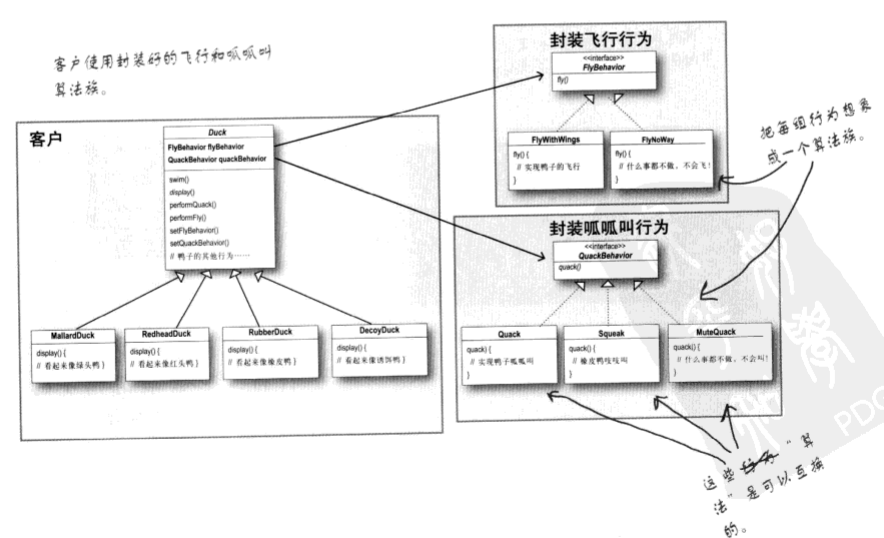 客户使用封装好的飞行和呱呱叫
算法族。
客户
Duck
FlyBehavior flyBehavior
QuackBehavior quackBehavior
swim()
display()
performQuack()
performFly()
setFlyBehavior()
setQuackBehavior()
// 鸭子的其他行为……
MallardDuck
display() {
// 看起来像绿头鸭 }
RedheadDuck
display() {
// 看起来像红头鸭 }
RubberDuck
display() {
// 看起来像橡皮鸭 }
DecoyDuck
display() {
// 看起来像诱饵鸭 }
封装飞行行为
<<interface>>
FlyBehavior
fly()
FlyWithWings
fly() {
// 实现鸭子的飞行
}
FlyNoWay
fly() {
// 什么事都不做，不会飞！
}
把每组行为想象
成一个算法族。
封装呱呱叫行为
<<interface>>
QuackBehavior
quack()
Quack
quack() {
// 实现鸭子呱呱叫
}
Squeak
quack() {
// 橡皮鸭吱吱叫
}
MuteQuack
quack() {
// 什么事都不做，不会叫！
}
这些“算
法”是可以互换
的。
PDG